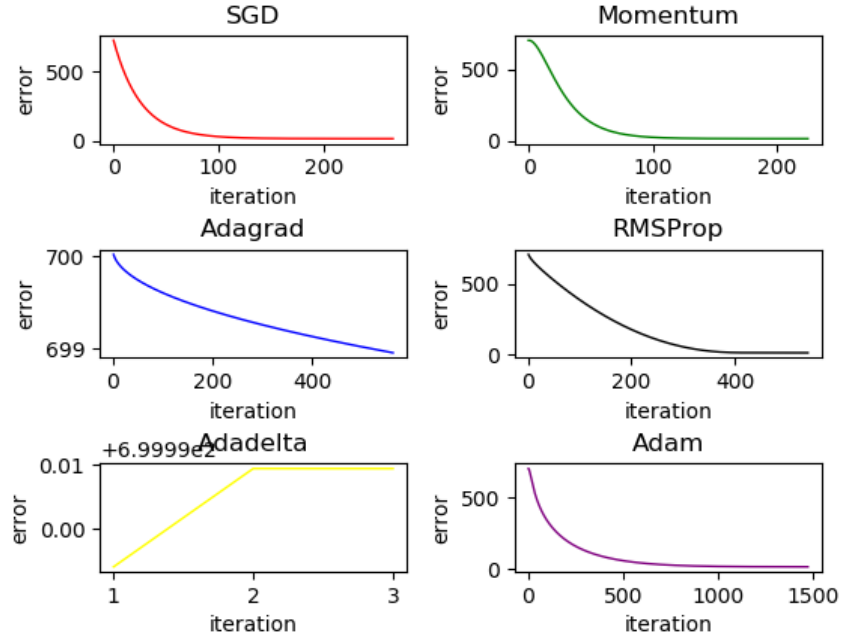 SGD
error
500
0
0 100 200
iteration
Momentum
error
500
0
0 100 200
iteration
Adagrad
error
700
699
0 200 400
iteration
RMSProp
error
500
0
0 200 400
iteration
Adadelta
+6.9999e2
error
0.01
0.00
1 2 3
iteration
Adam
error
500
0
0 500 1000 1500
iteration